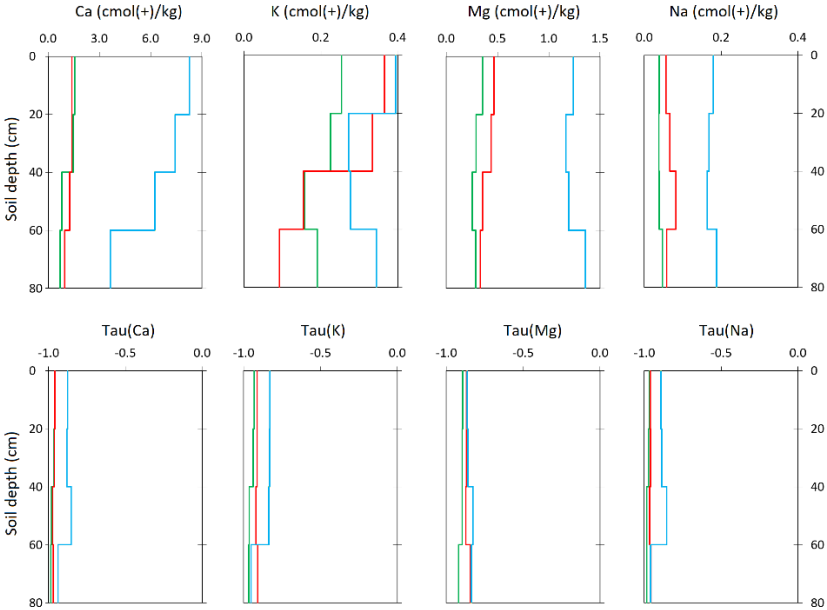 Ca (cmol(+)/kg) K (cmol(+)/kg) Mg (cmol(+)/kg) Na (cmol(+)/kg)
0.0 3.0 6.0 9.0 0.0 0.2 0.4 0.0 0.5 1.0 1.5 0.0 0.2 0.4
0 0
20 20
40 40
60 60
80 80
Soil depth (cm)
Tau(Ca) Tau(K) Tau(Mg) Tau(Na)
-1.0 -0.5 0.0 -1.0 -0.5 0.0 -1.0 -0.5 0.0 -1.0 -0.5 0.0
0 0
20 20
40 40
60 60
80 80
Soil depth (cm)